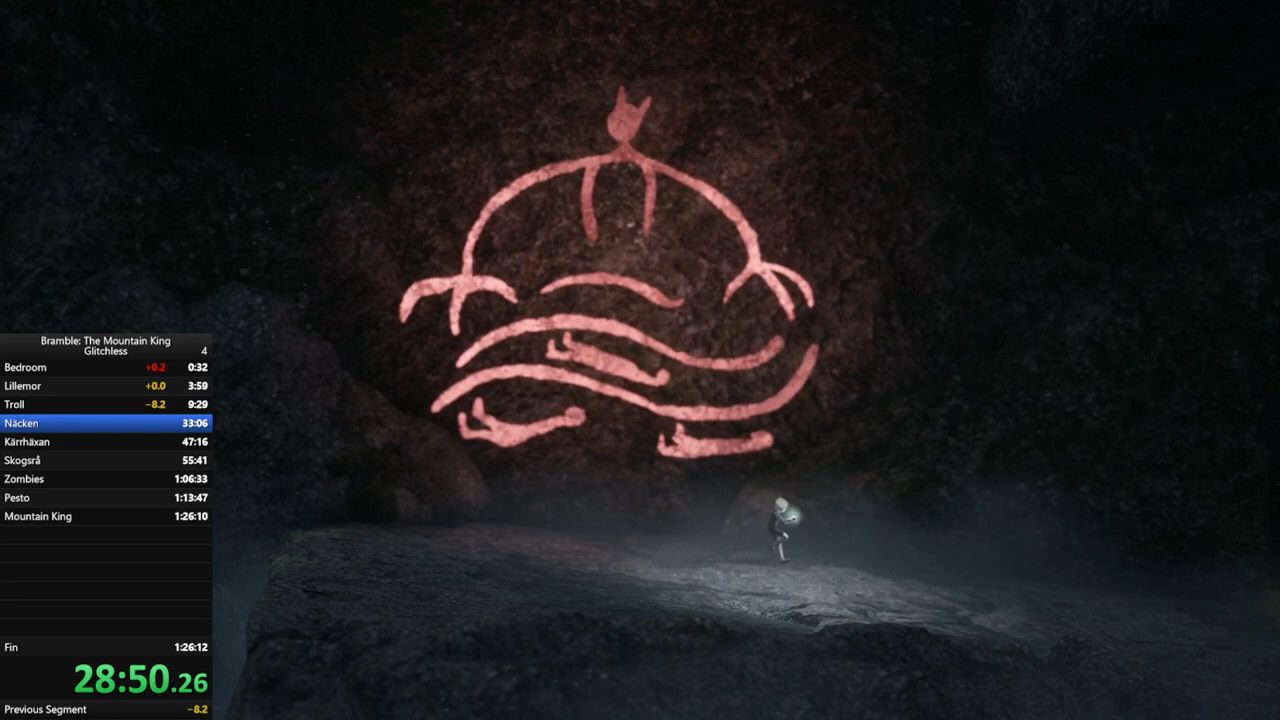 Bramble: The Mountain King
Glitchless 4
Bedroom +0.2 0:32
Lillemor +0.0 3:59
Troll −8.2 9:29
Näcken 33:06
Kärrhäxan 47:16
Skogsrå 55:41
Zombies 1:06:33
Pesto 1:13:47
Mountain King 1:26:10
Fin 1:26:12
28:50.26
Previous Segment −8.2